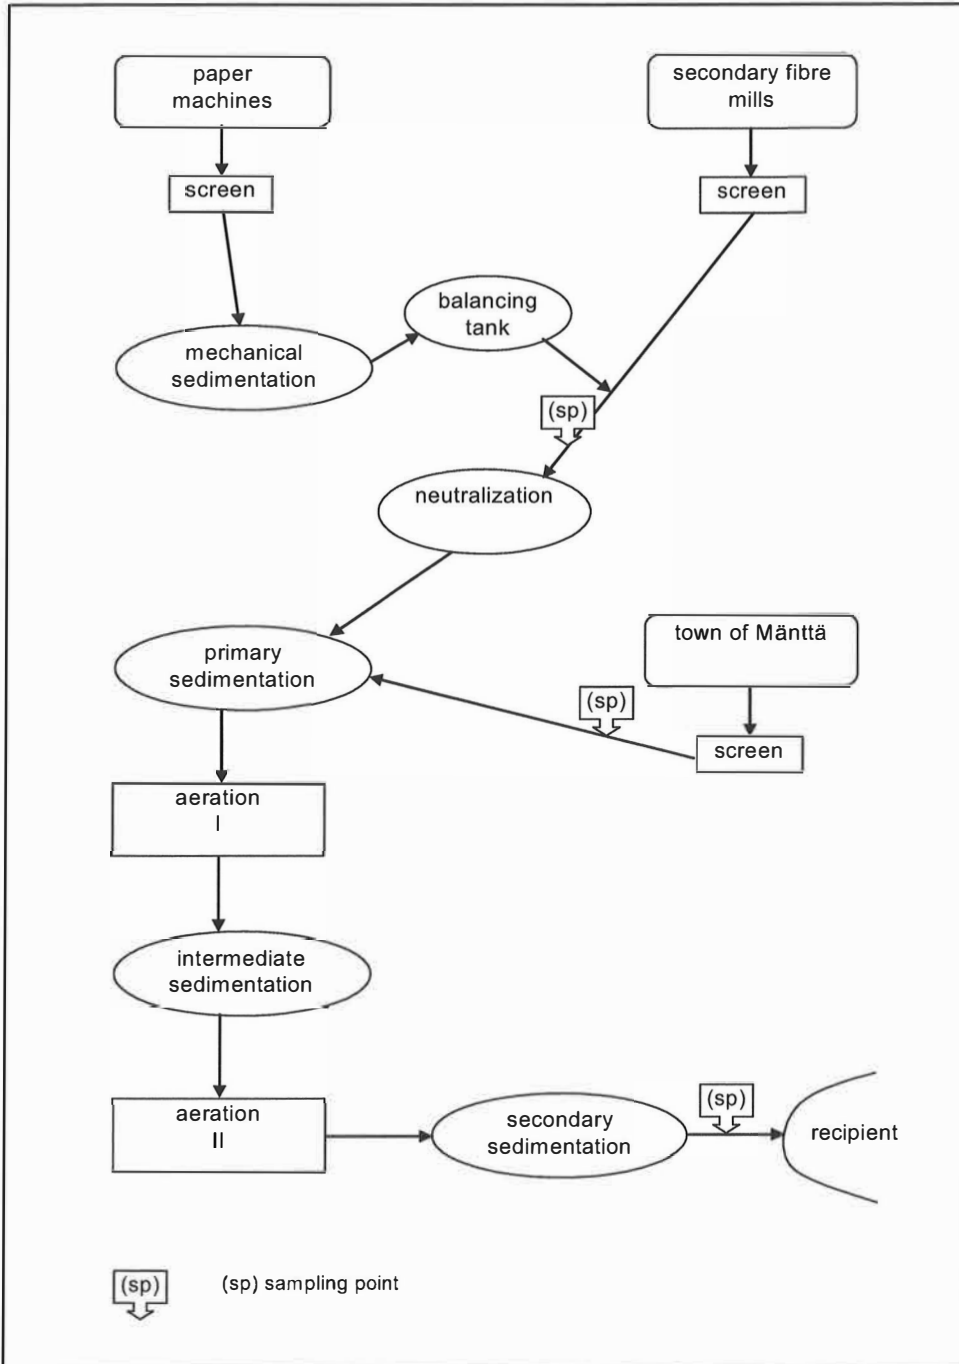 paper
machines
secondary fibre
mills
screen
screen
balancing
tank
mechanical
sedimentation
(sp)
neutralization
town of Mänttä
primary
sedimentation
(sp)
screen
aeration
I
intermediate
sedimentation
aeration
II
secondary
sedimentation
(sp)
recipient
(sp)
(sp) sampling point